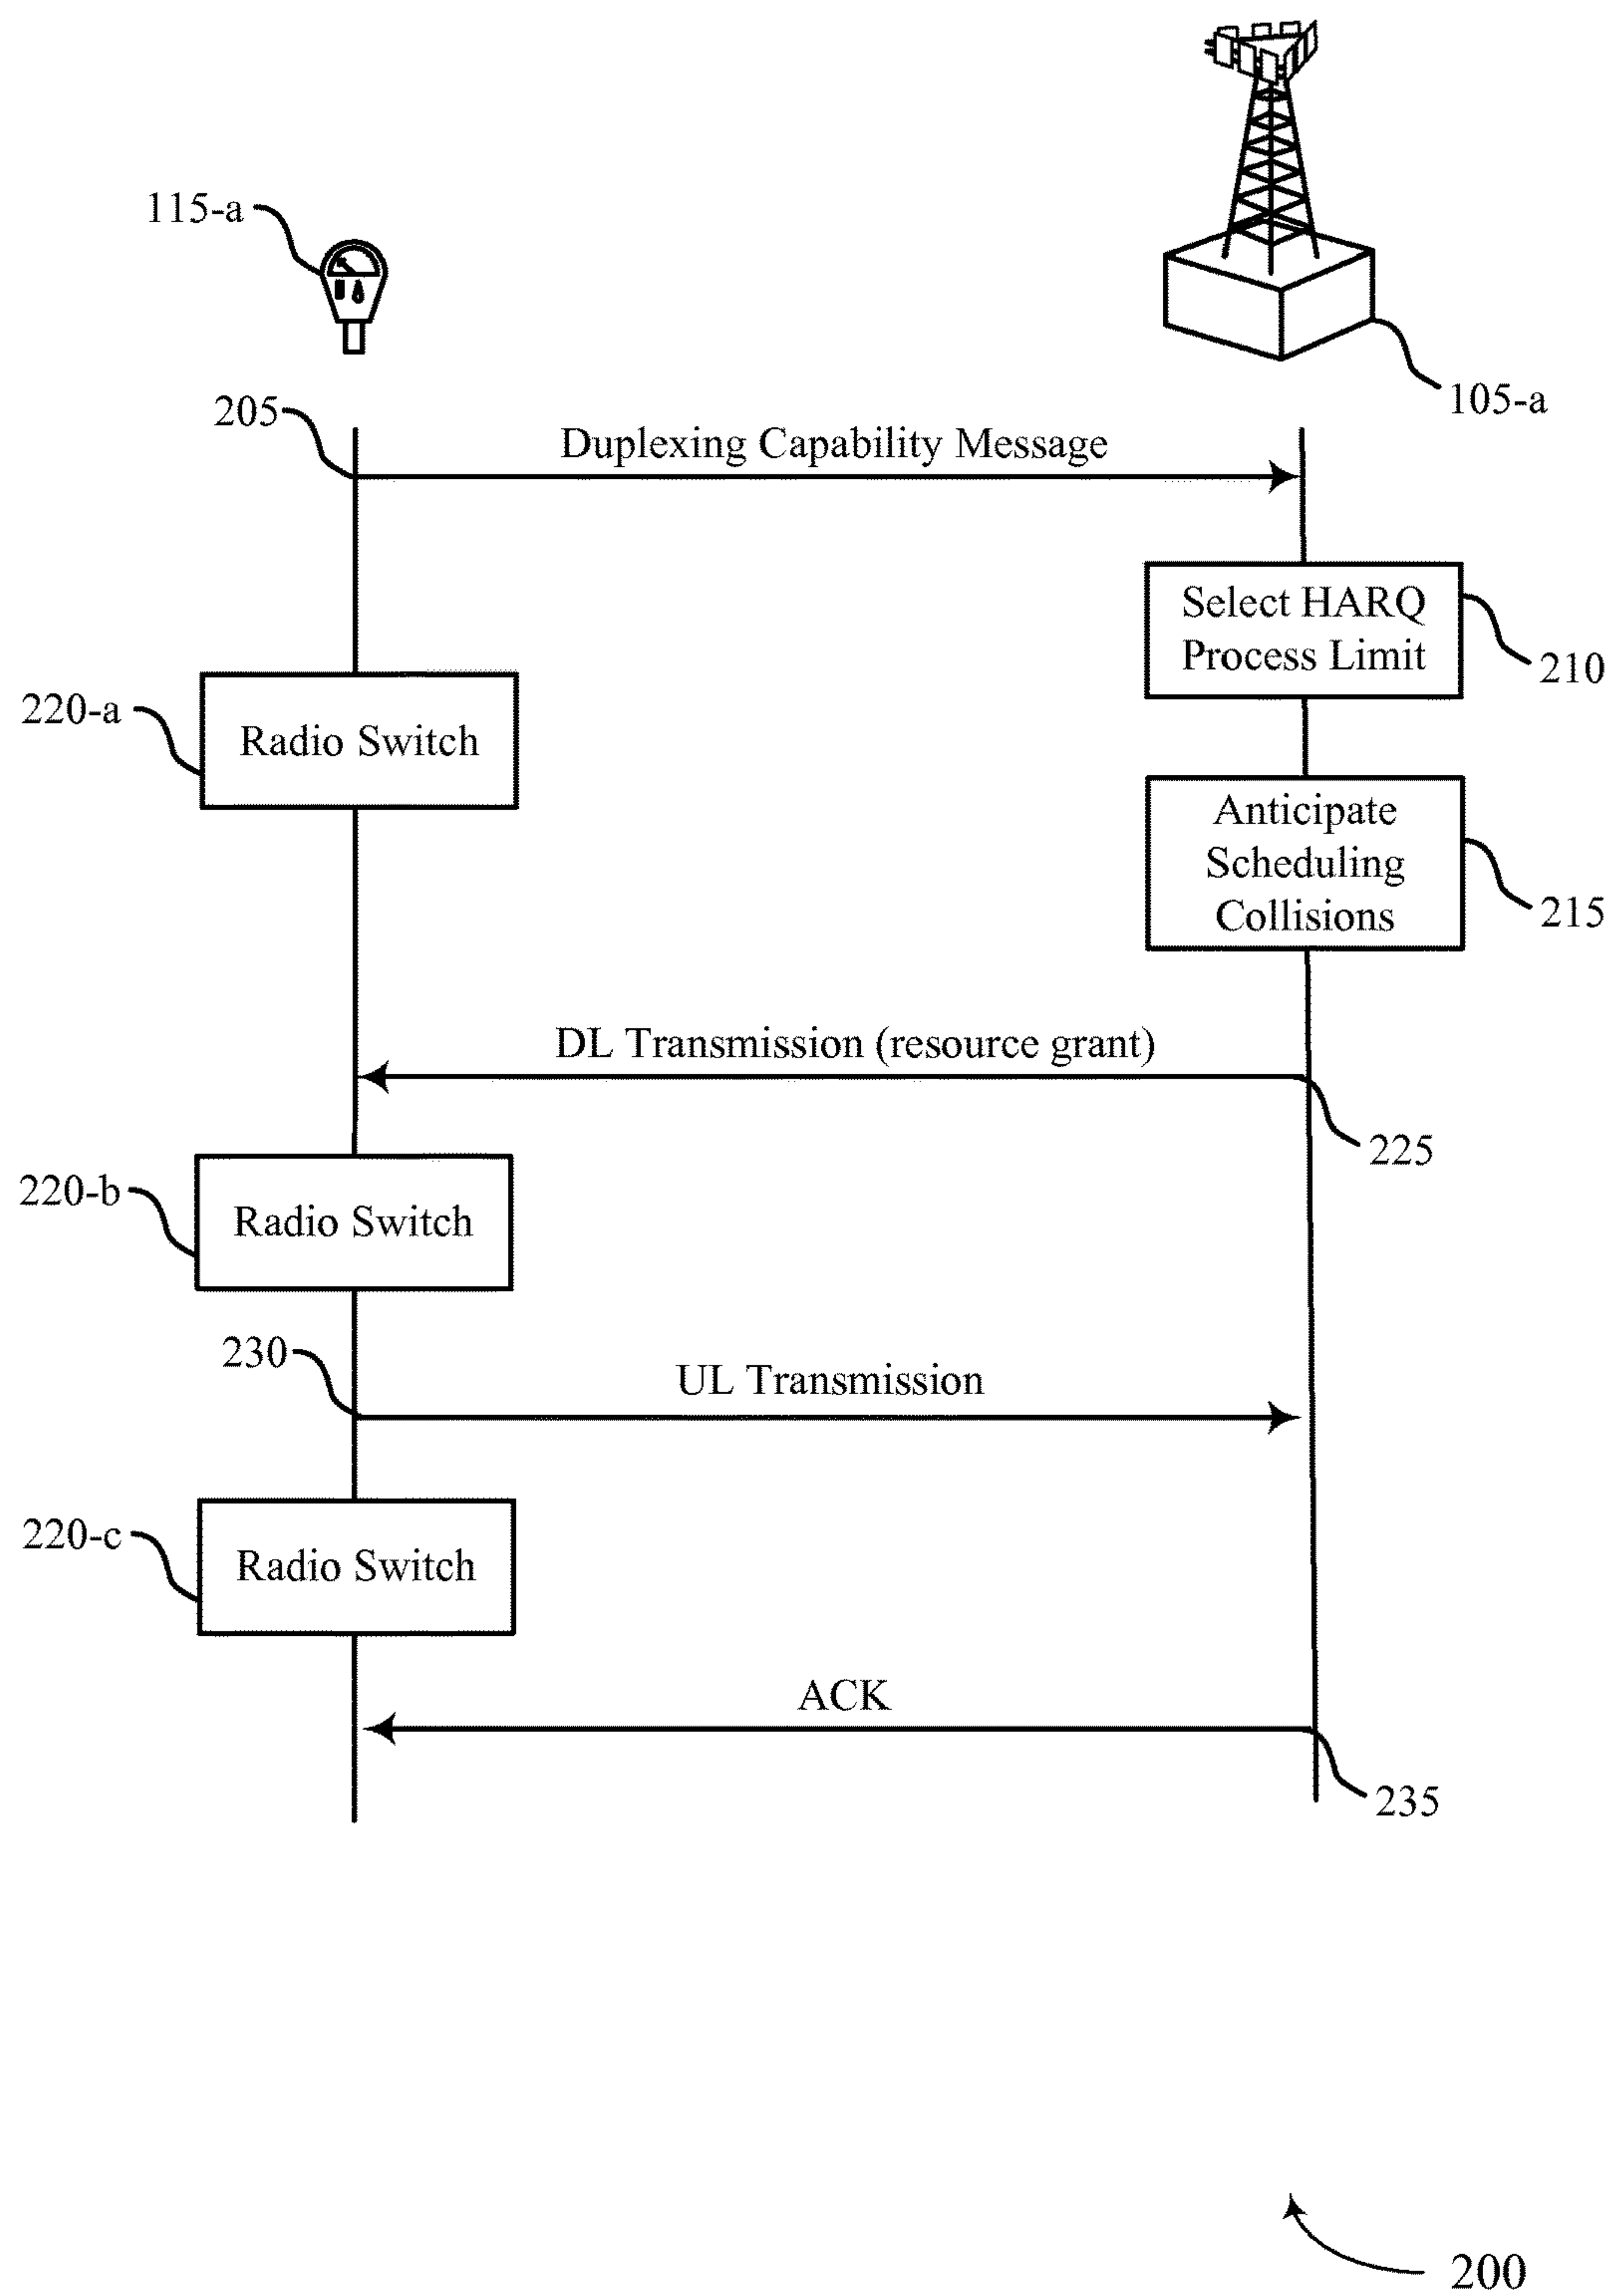 115-a
105-a
205
Duplexing Capability Message
Select HARQ
Process Limit
210
220-a
Radio Switch
Anticipate
Scheduling
Collisions
215
DL Transmission (resource grant)
225
220-b
Radio Switch
230
UL Transmission
220-c
Radio Switch
ACK
235
200